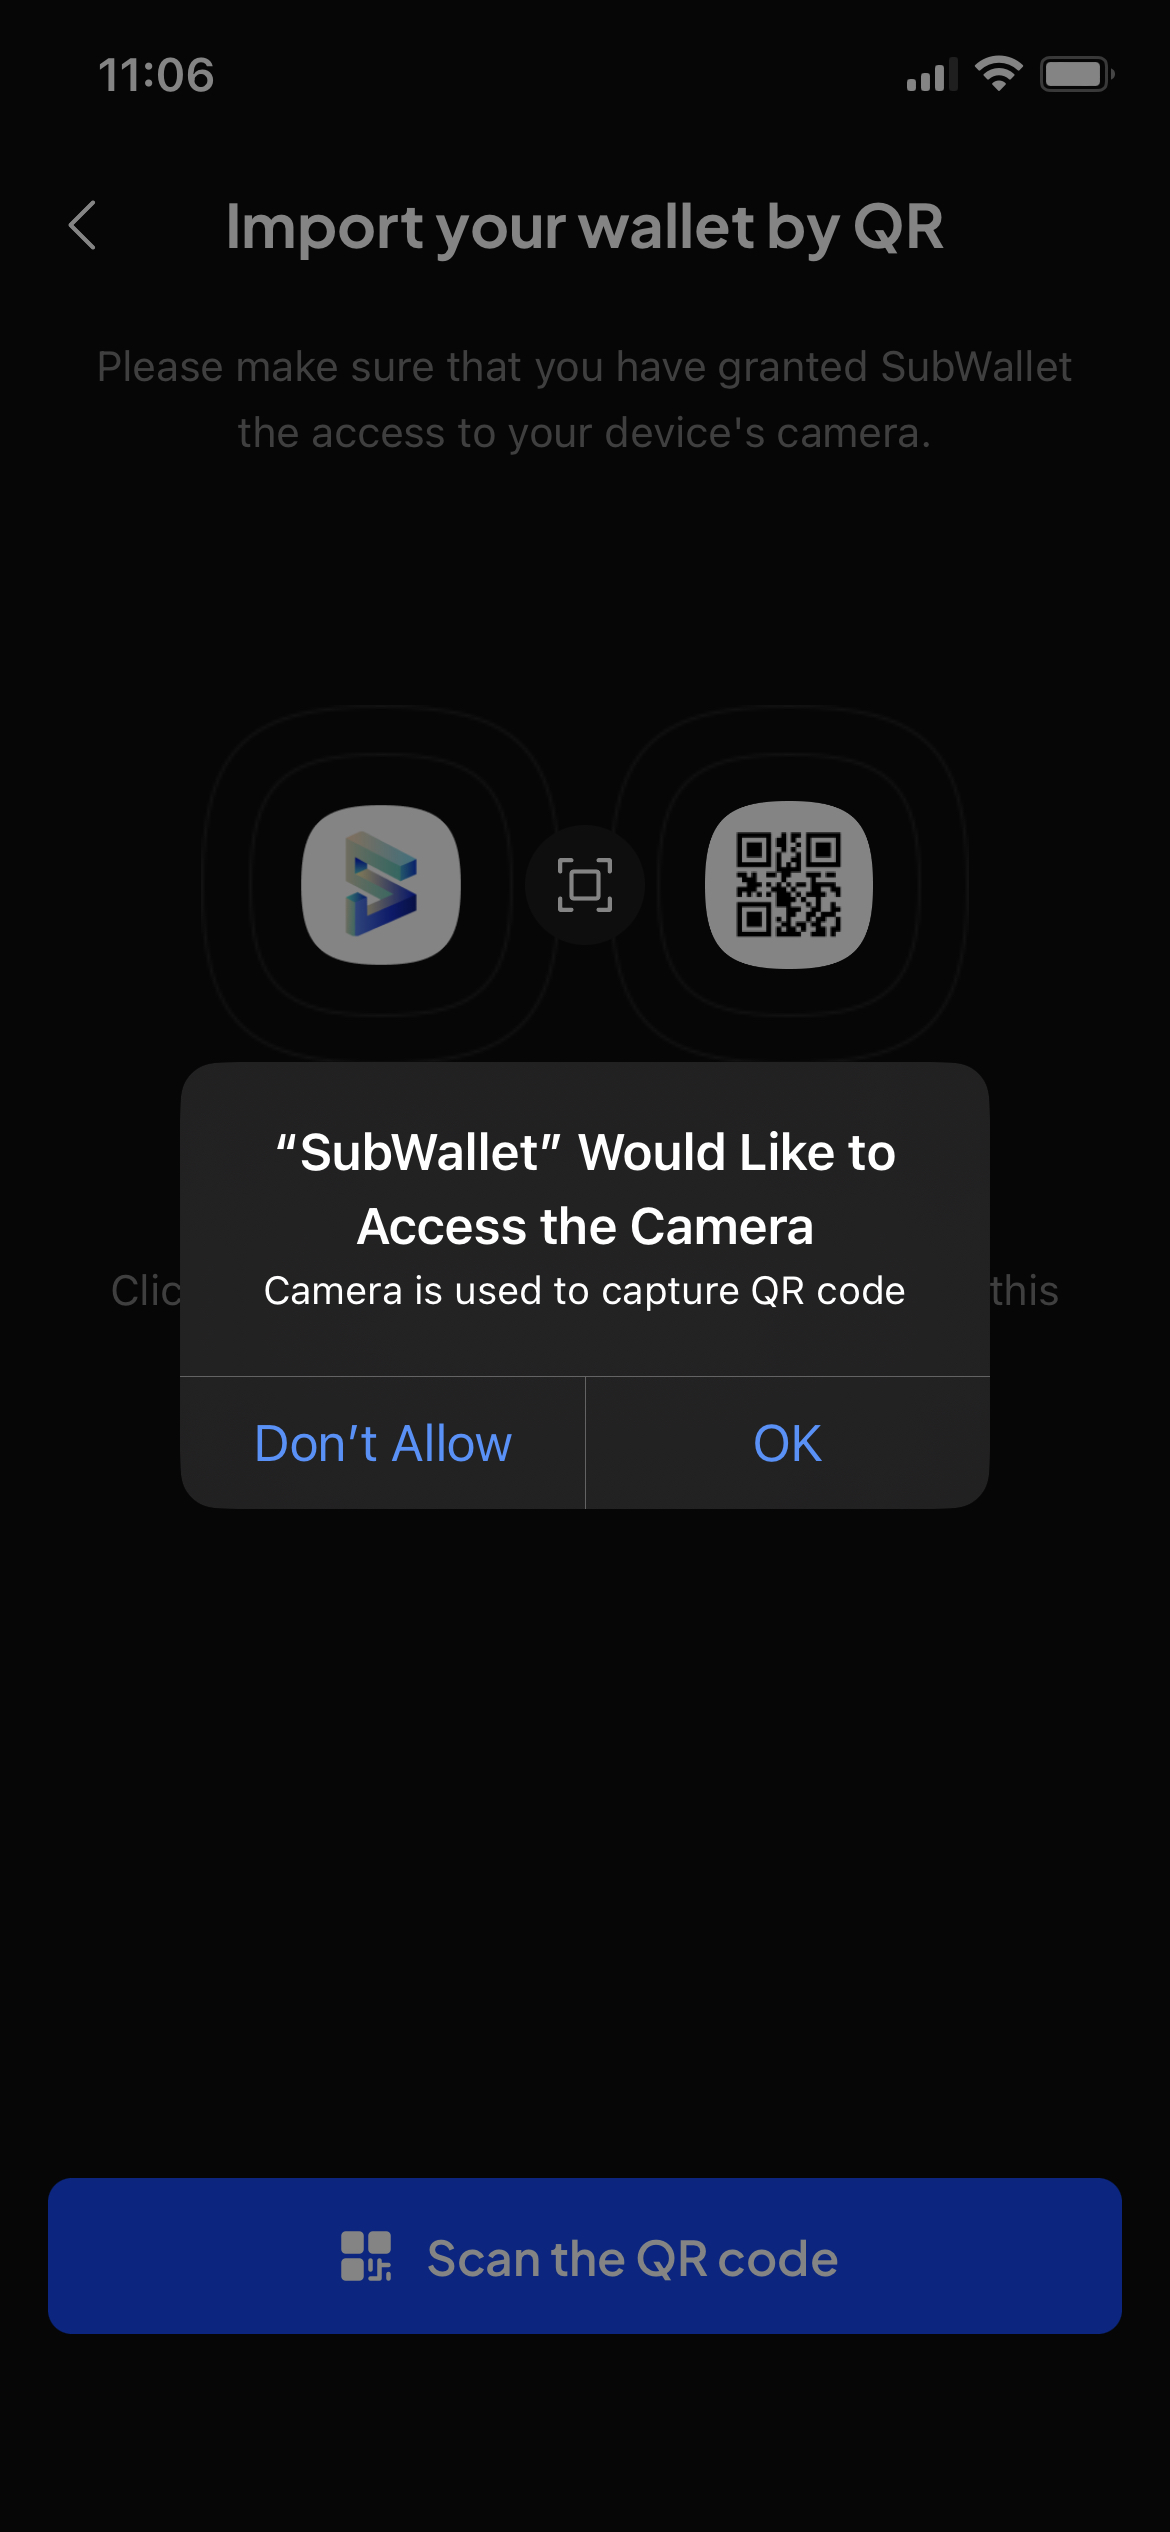 11:06
Import your wallet by QR
Please make sure that you have granted SubWallet
the access to your device's camera.
“SubWallet” Would Like to
Access the Camera
Camera is used to capture QR code
this
Don’t Allow
OK
Scan the QR code